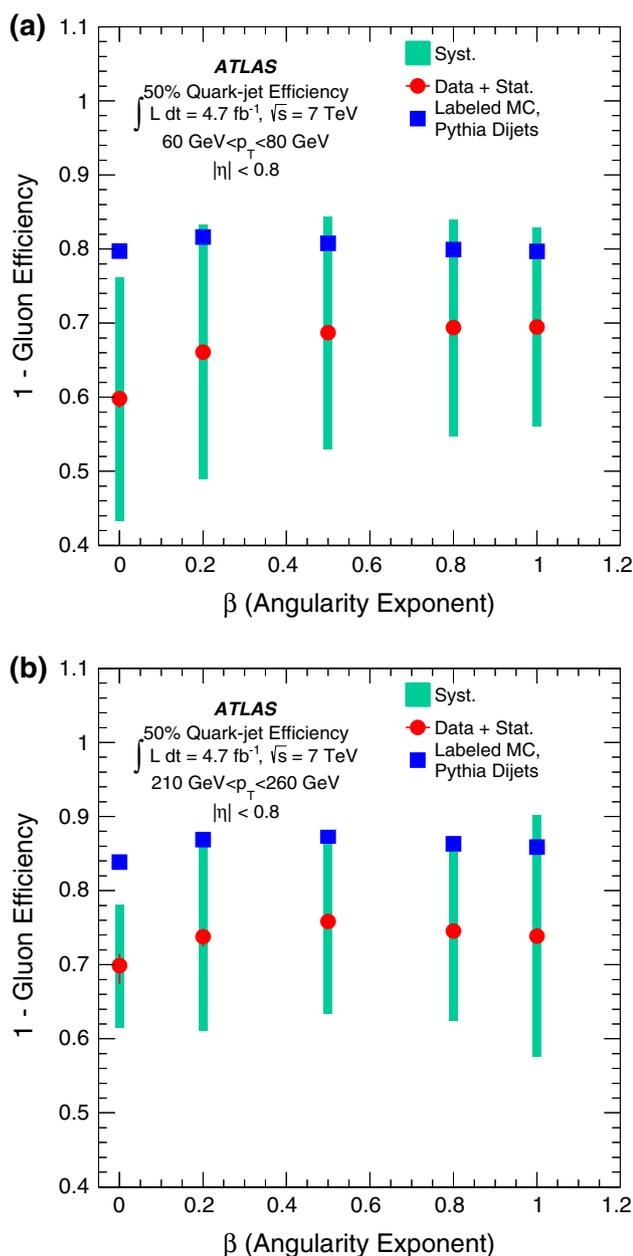 (a)
1.1
1
0.9
0.8
0.7
0.6
0.5
0.4
1 - Gluon Efficiency
ATLAS
50% Quark-jet Efficiency
∫ L dt = 4.7 fb⁻¹, √s = 7 TeV
60 GeV<p_T<80 GeV
|η| < 0.8
Syst.
Data + Stat.
Labeled MC,
Pythia Dijets
0 0.2 0.4 0.6 0.8 1 1.2
β (Angularity Exponent)
(b)
1.1
1
0.9
0.8
0.7
0.6
0.5
0.4
1 - Gluon Efficiency
ATLAS
50% Quark-jet Efficiency
∫ L dt = 4.7 fb⁻¹, √s = 7 TeV
210 GeV<p_T<260 GeV
|η| < 0.8
Syst.
Data + Stat.
Labeled MC,
Pythia Dijets
0 0.2 0.4 0.6 0.8 1 1.2
β (Angularity Exponent)